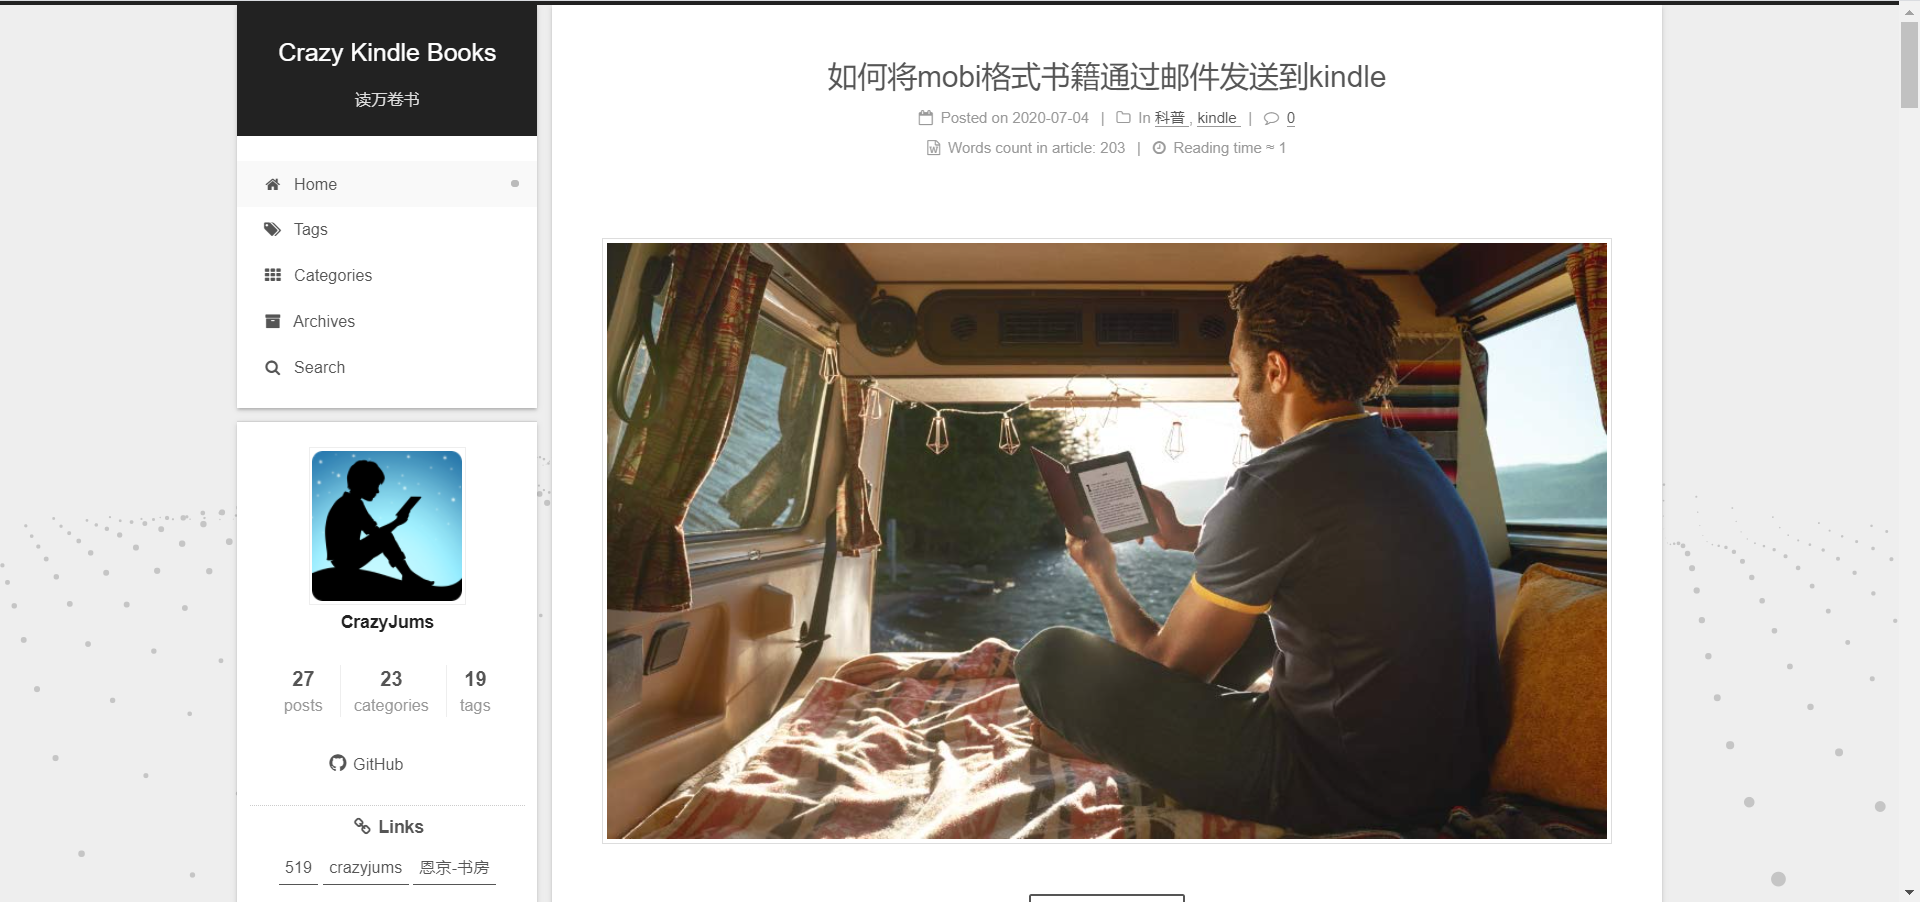 Crazy Kindle Books
读万卷书
Home
Tags
Categories
Archives
Search
CrazyJums
27 23 19
posts categories tags
GitHub
Links
519 crazyjums 恩京-书房
如何将mobi格式书籍通过邮件发送到kindle
Posted on 2020-07-04 | In 科普 , kindle | 0
Words count in article: 203 | Reading time ≈ 1